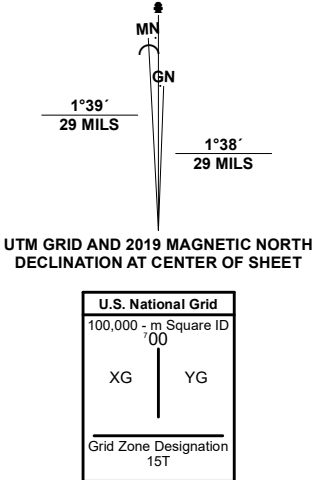 MN
GN
1°39´
29 MILS
1°38´
29 MILS
UTM GRID AND 2019 MAGNETIC NORTH
DECLINATION AT CENTER OF SHEET
U.S. National Grid
100,000 - m Square ID
⁷00
XG YG
Grid Zone Designation
15T